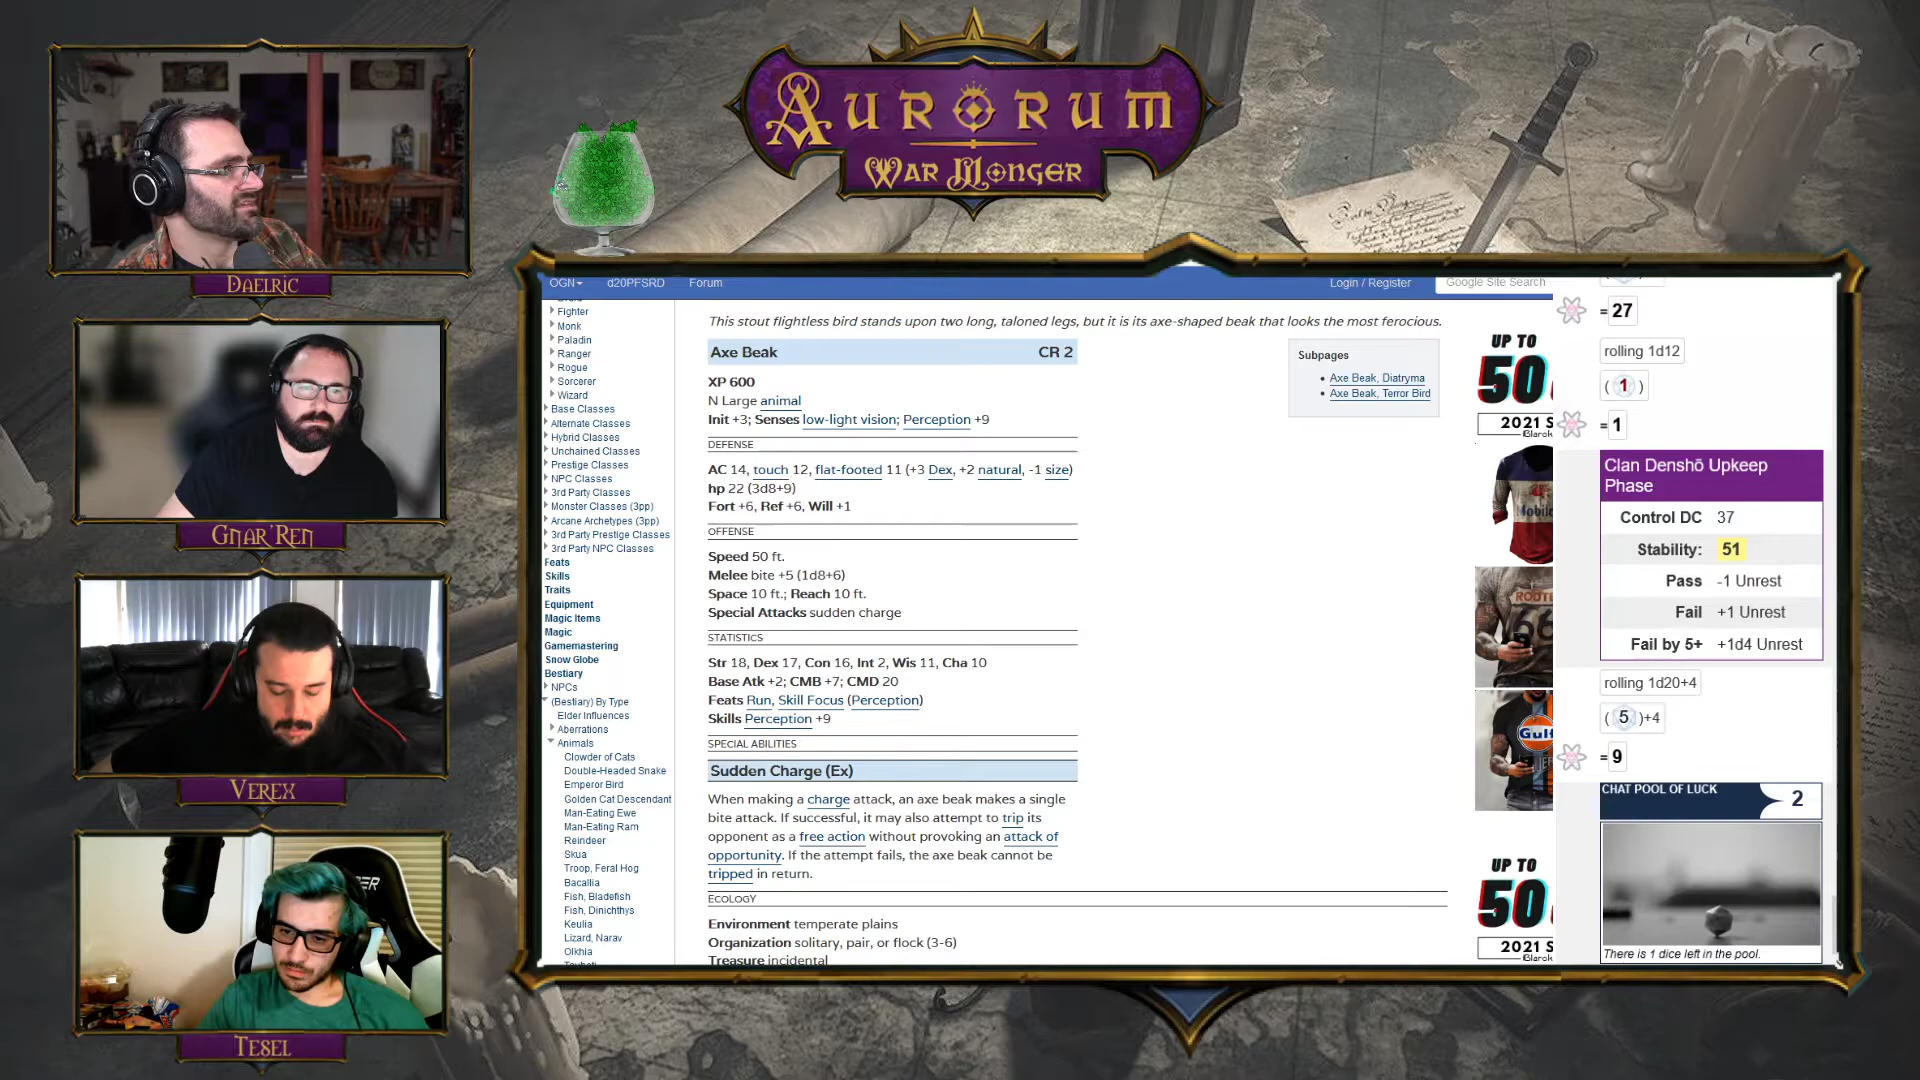 AURORUM
WAR MONGER
DAELRIC
GNAR'REN
VEREX
TESEL
OGN
d20PFSRD
Forum
Login / Register
Google Site Search
Fighter
Monk
Paladin
Ranger
Rogue
Sorcerer
Wizard
Base Classes
Alternate Classes
Hybrid Classes
Unchained Classes
Prestige Classes
NPC Classes
3rd Party Classes
Monster Classes (3pp)
Arcane Archetypes (3pp)
3rd Party Prestige Classes
3rd Party NPC Classes
Feats
Skills
Traits
Equipment
Magic Items
Magic
Gamemastering
Snow Globe
Bestiary
NPCs
(Bestiary) By Type
Elder Influences
Aberrations
Animals
Clowder of Cats
Double-Headed Snake
Emperor Bird
Golden Cat Descendant
Man-Eating Ewe
Man-Eating Ram
Reindeer
Skua
Troop, Feral Hog
Bacallia
Fish, Bladefish
Fish, Dinichthys
Keulia
Lizard, Narav
Olkhia
This stout flightless bird stands upon two long, taloned legs, but it is its axe-shaped beak that looks the most ferocious.
Axe Beak CR 2
XP 600
N Large animal
Init +3; Senses low-light vision; Perception +9
DEFENSE
AC 14, touch 12, flat-footed 11 (+3 Dex, +2 natural, -1 size)
hp 22 (3d8+9)
Fort +6, Ref +6, Will +1
OFFENSE
Speed 50 ft.
Melee bite +5 (1d8+6)
Space 10 ft.; Reach 10 ft.
Special Attacks sudden charge
STATISTICS
Str 18, Dex 17, Con 16, Int 2, Wis 11, Cha 10
Base Atk +2; CMB +7; CMD 20
Feats Run, Skill Focus (Perception)
Skills Perception +9
SPECIAL ABILITIES
Sudden Charge (Ex)
When making a charge attack, an axe beak makes a single
bite attack. If successful, it may also attempt to trip its
opponent as a free action without provoking an attack of
opportunity. If the attempt fails, the axe beak cannot be
tripped in return.
ECOLOGY
Environment temperate plains
Organization solitary, pair, or flock (3-6)
Treasure incidental
Subpages
Axe Beak, Diatryma
Axe Beak, Terror Bird
UP TO
50
2021 S
Mobil
ROUTE
66
Gulf
UP TO
50
2021 S
=27
rolling 1d12
(1)
=1
Clan Denshō Upkeep
Phase
Control DC 37
Stability: 51
Pass -1 Unrest
Fail +1 Unrest
Fail by 5+ +1d4 Unrest
rolling 1d20+4
(5)+4
=9
CHAT POOL OF LUCK 2
There is 1 dice left in the pool.